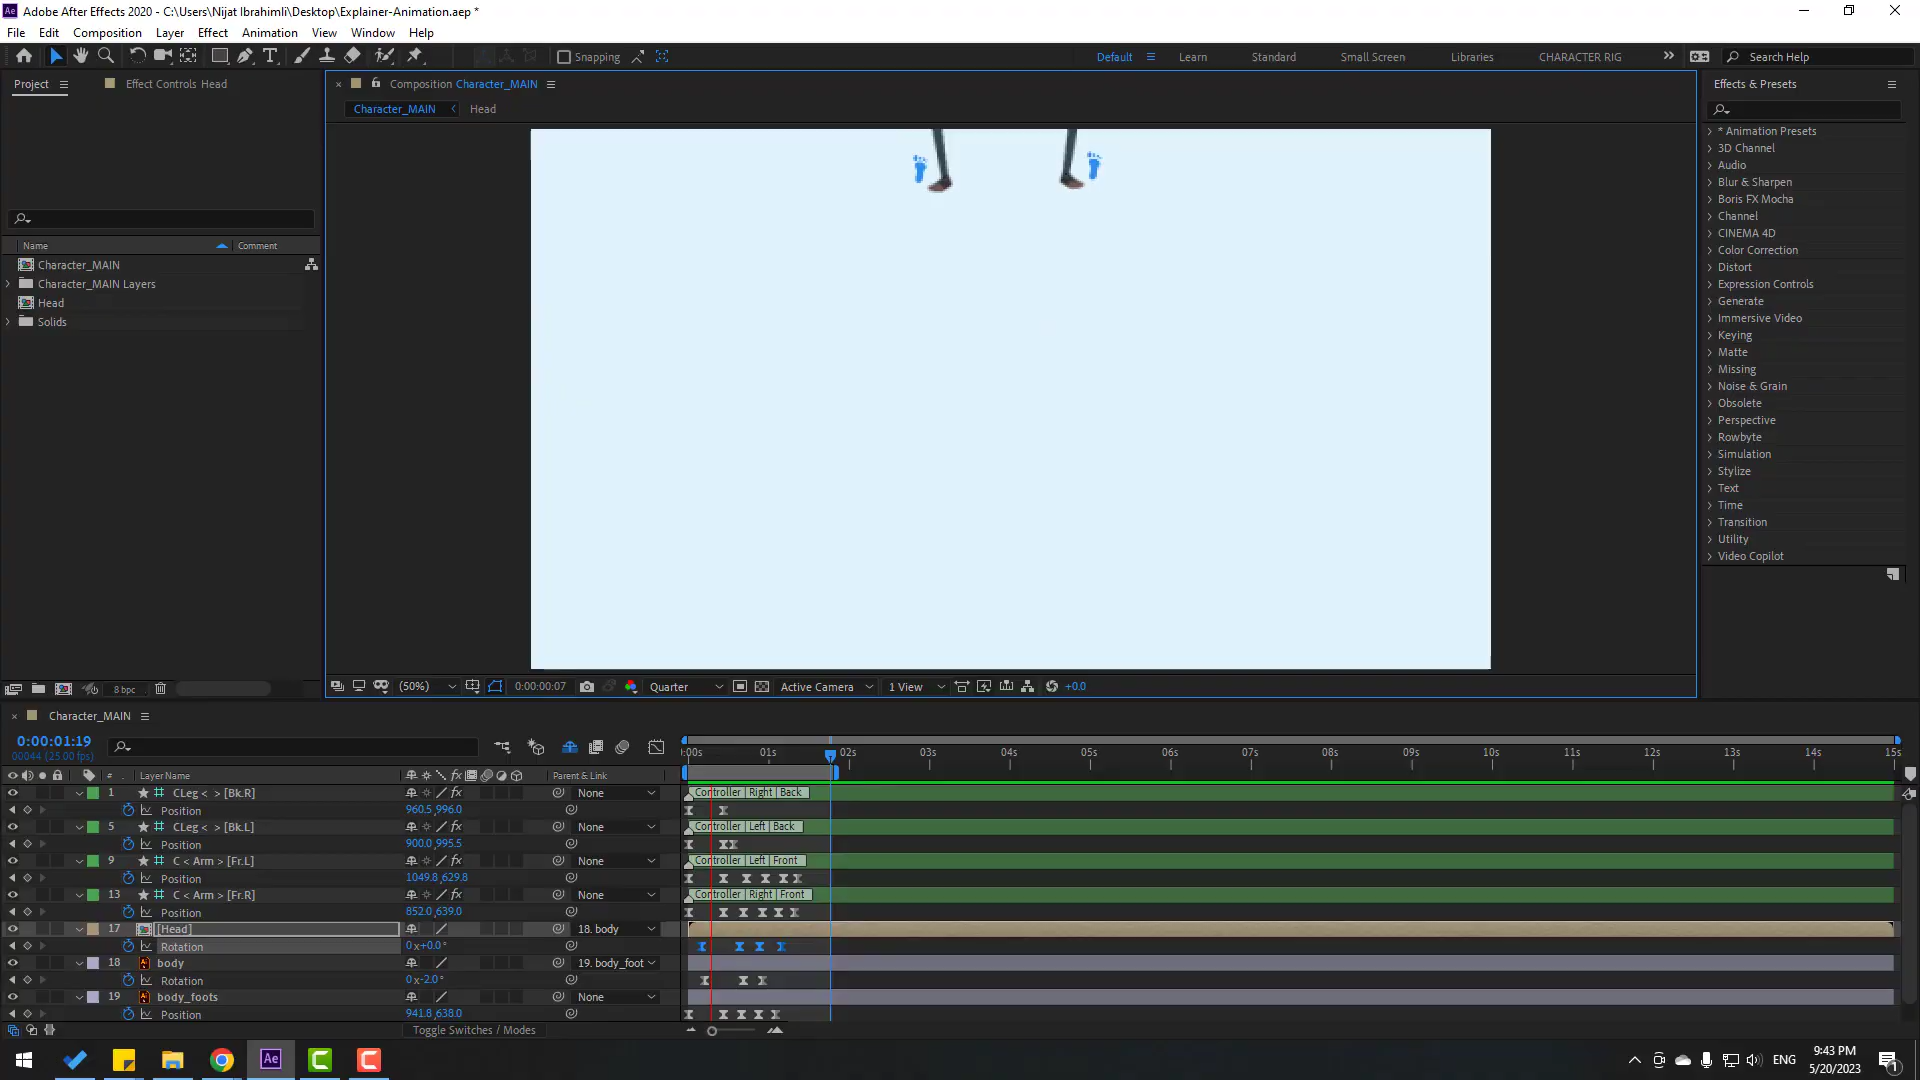 Adobe After Effects 2020 - C:\Users\Nijat Ibrahimli\Desktop\Explainer-Animation.aep *
File Edit Composition Layer Effect Animation View Window Help
Snapping
Default Learn Standard Small Screen Libraries CHARACTER RIG Search Help
Project Effect Controls Head
Composition Character_MAIN
Character_MAIN Head
Name Comment
Character_MAIN
Character_MAIN Layers
Head
Solids
8 bpc
(50%) 0:00:00:07 Quarter Active Camera 1 View +0.0
Effects & Presets
* Animation Presets
3D Channel
Audio
Blur & Sharpen
Boris FX Mocha
Channel
CINEMA 4D
Color Correction
Distort
Expression Controls
Generate
Immersive Video
Keying
Matte
Missing
Noise & Grain
Obsolete
Perspective
Rowbyte
Simulation
Stylize
Text
Time
Transition
Utility
Video Copilot
Character_MAIN
0:00:01:19
00044 (25.00 fps)
:00s 01s 02s 03s 04s 05s 06s 07s 08s 09s 10s 11s 12s 13s 14s 15s
# Layer Name Parent & Link
1 CLeg < > [Bk.R] None Controller | Right | Back
Position 960.5,996.0
5 CLeg < > [Bk.L] None Controller | Left | Back
Position 900.0,995.5
9 C < Arm > [Fr.L] None Controller | Left | Front
Position 1049.8,629.8
13 C < Arm > [Fr.R] None Controller | Right | Front
Position 852.0,639.0
17 [Head] 18. body
Rotation 0x+0.0°
18 body 19. body_foot
Rotation 0x-2.0°
19 body_foots None
Position 941.8,638.0
Toggle Switches / Modes
ENG 9:43 PM
5/20/2023 1